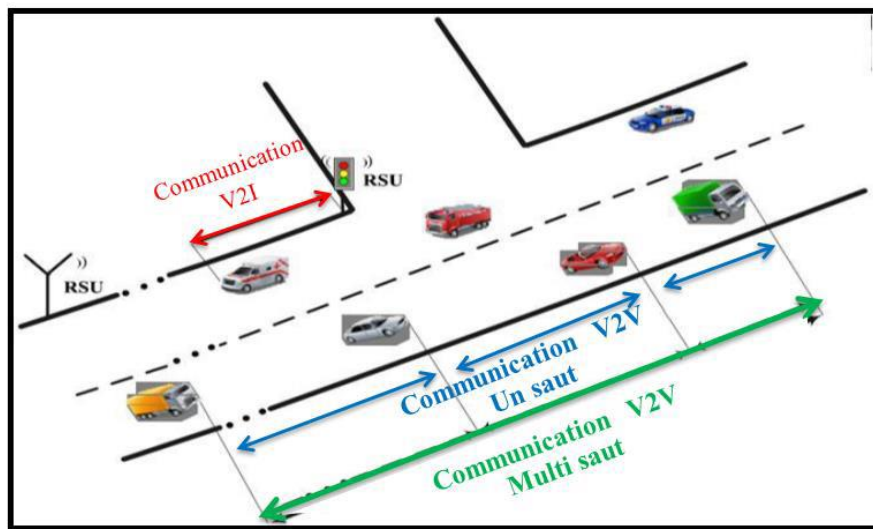 Communication
V2I
RSU
RSU
Communication V2V
Un saut
Communication V2V
Multi saut